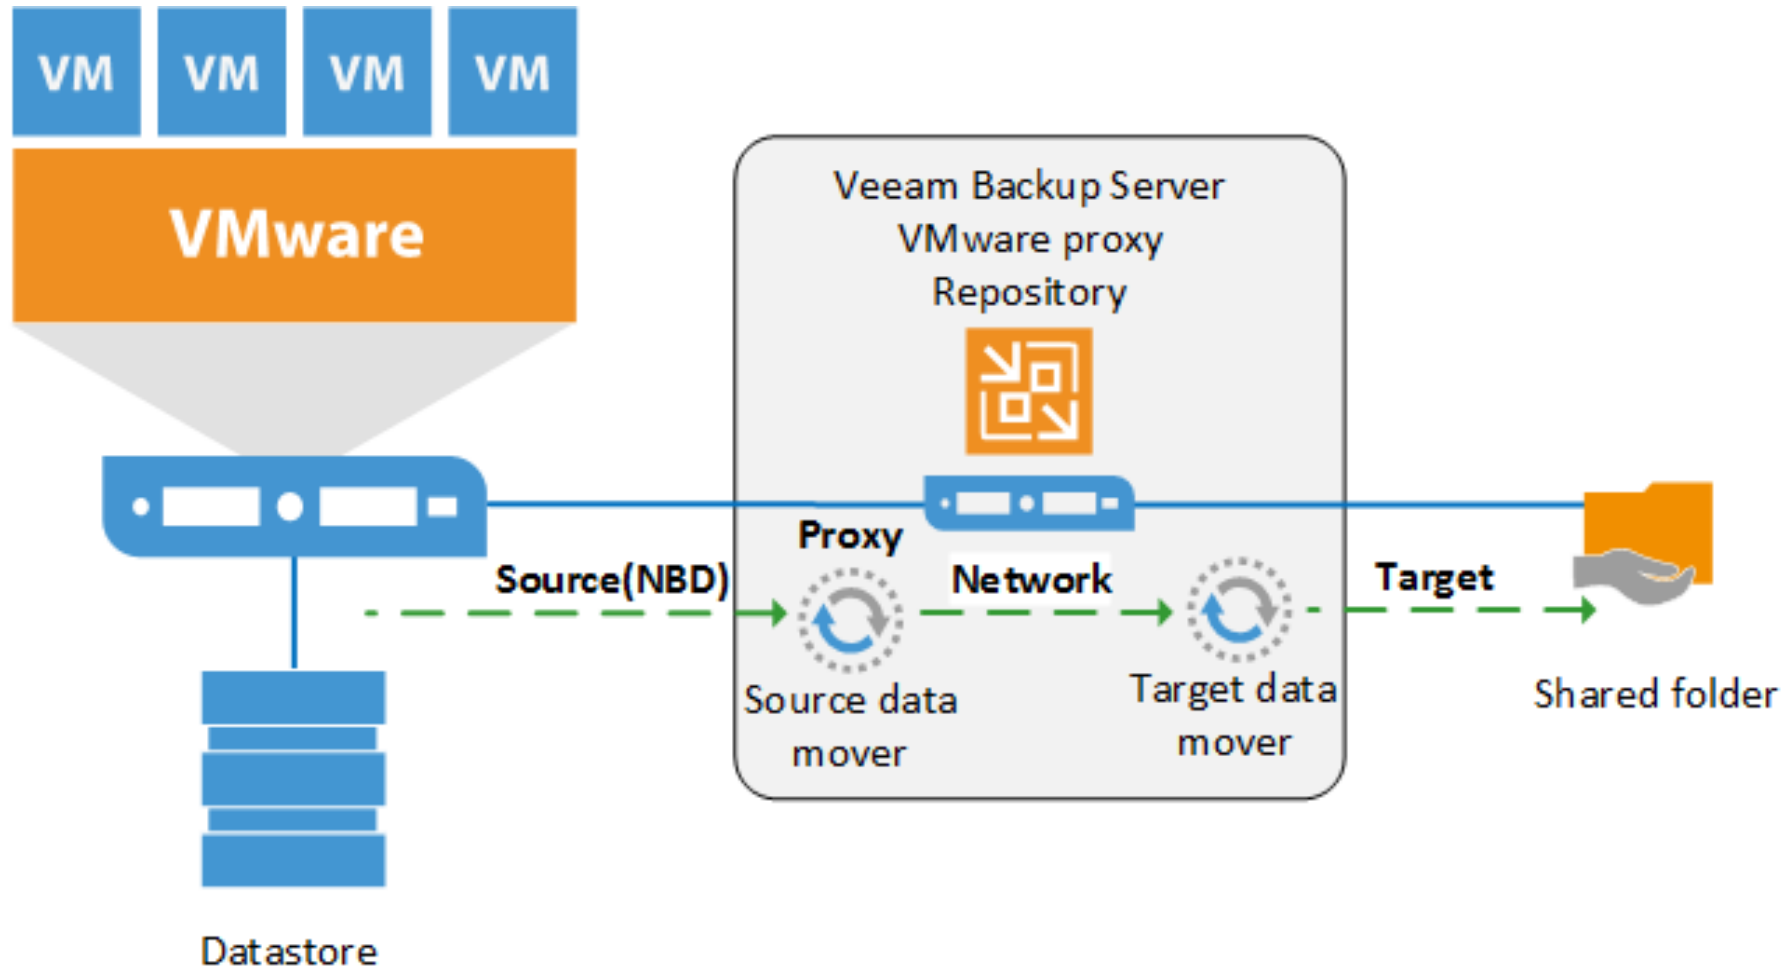 VM VM VM VM
VMware
Veeam Backup Server
VMware proxy
Repository
Proxy
Source(NBD)
Network
Target
Source data
mover
Target data
mover
Shared folder
Datastore